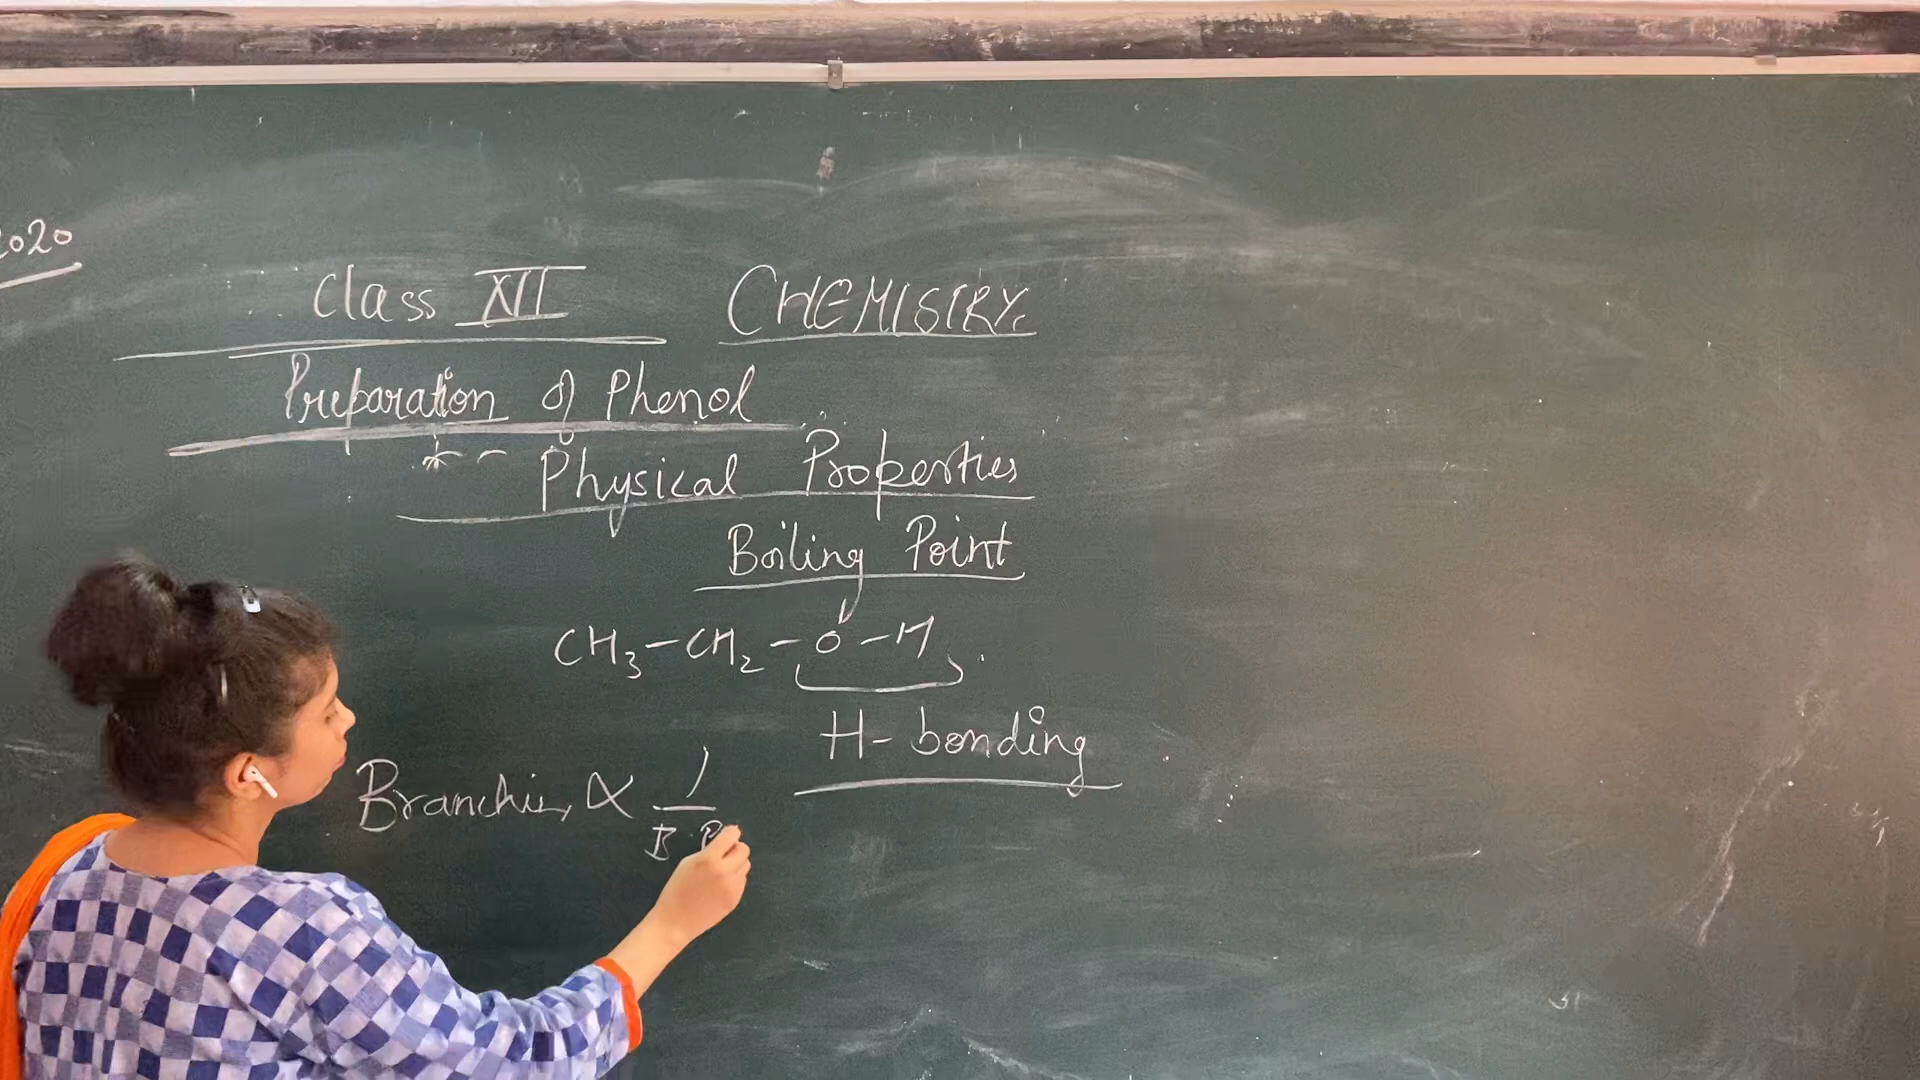 2020
Class XII CHEMISTRY
Preparation of Phenol
Physical Properties
Boiling Point
CH3-CH2-O-H
H-bonding
Branching ∝ 1/B.P